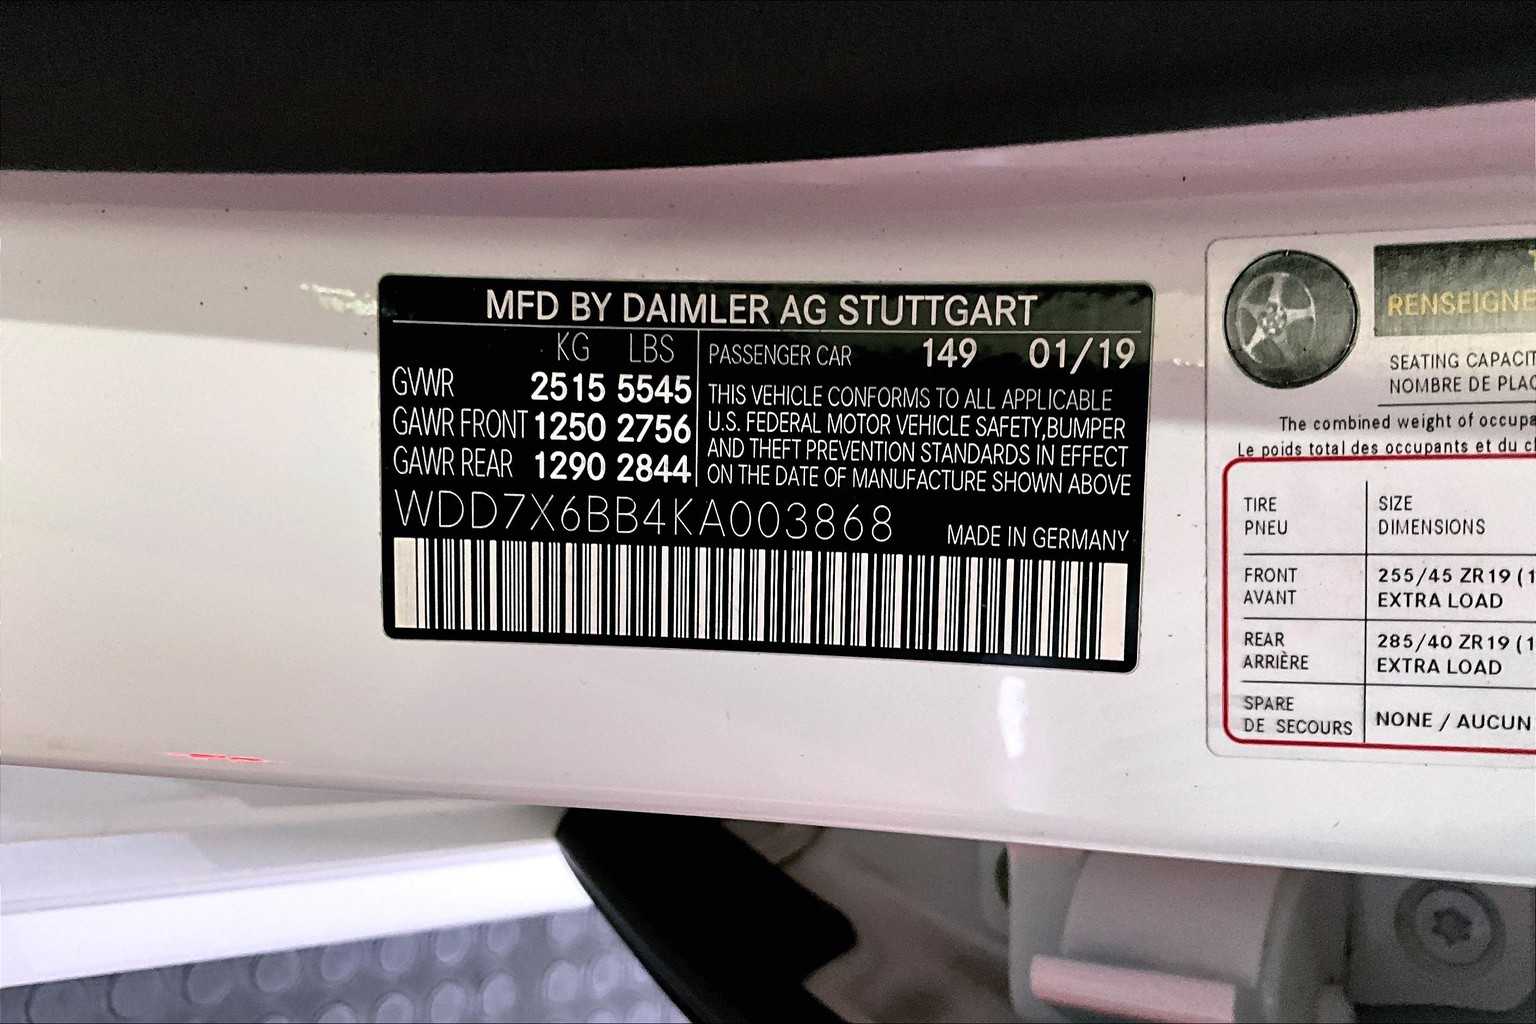 MFD BY DAIMLER AG STUTTGART
KG LBS
GVWR 2515 5545
GAWR FRONT 1250 2756
GAWR REAR 1290 2844
PASSENGER CAR 149 01/19
THIS VEHICLE CONFORMS TO ALL APPLICABLE
U.S. FEDERAL MOTOR VEHICLE SAFETY,BUMPER
AND THEFT PREVENTION STANDARDS IN EFFECT
ON THE DATE OF MANUFACTURE SHOWN ABOVE
WDD7X6BB4KA003868
MADE IN GERMANY
RENSEIGNE
SEATING CAPACIT
NOMBRE DE PLAC
The combined weight of occupa
Le poids total des occupants et du c
TIRE SIZE
PNEU DIMENSIONS
FRONT 255/45 ZR19 (1
AVANT EXTRA LOAD
REAR 285/40 ZR19 (1
ARRIÈRE EXTRA LOAD
SPARE
DE SECOURS NONE / AUCUN